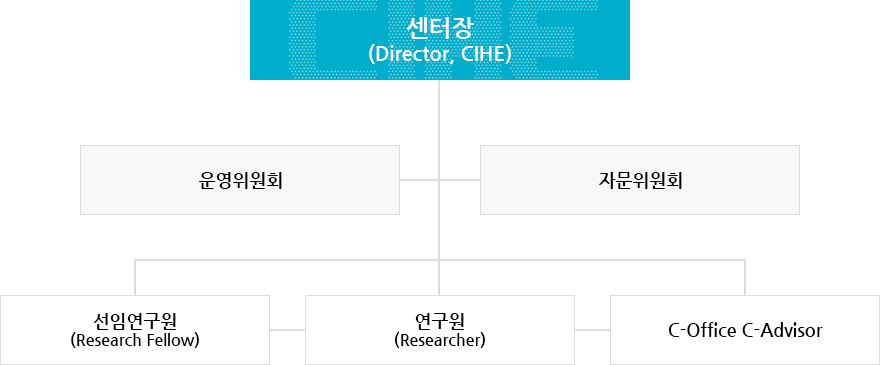 센터장
(Director, CIHE)
운영위원회
자문위원회
선임연구원
(Research Fellow)
연구원
(Researcher)
C-Office C-Advisor